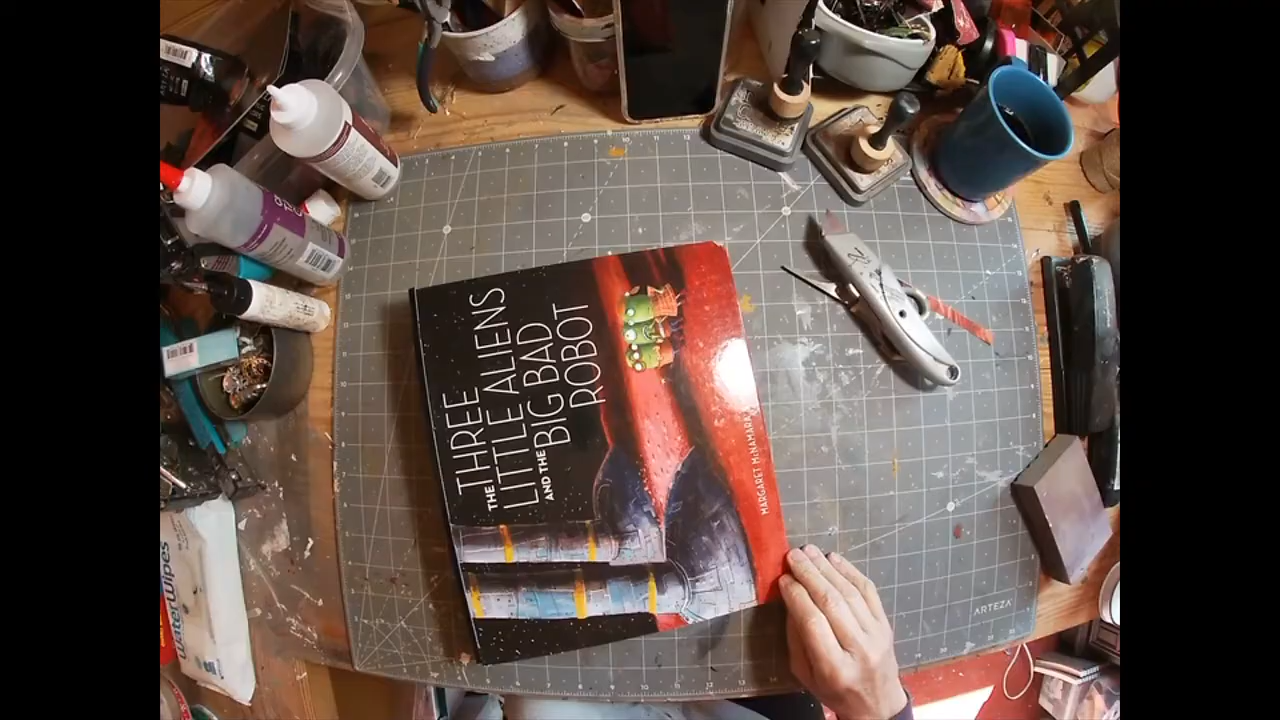 THE THREE
LITTLE ALIENS
AND THE BIG BAD
ROBOT
MARGARET McNAMARA
ARTEZA
WaterWipes